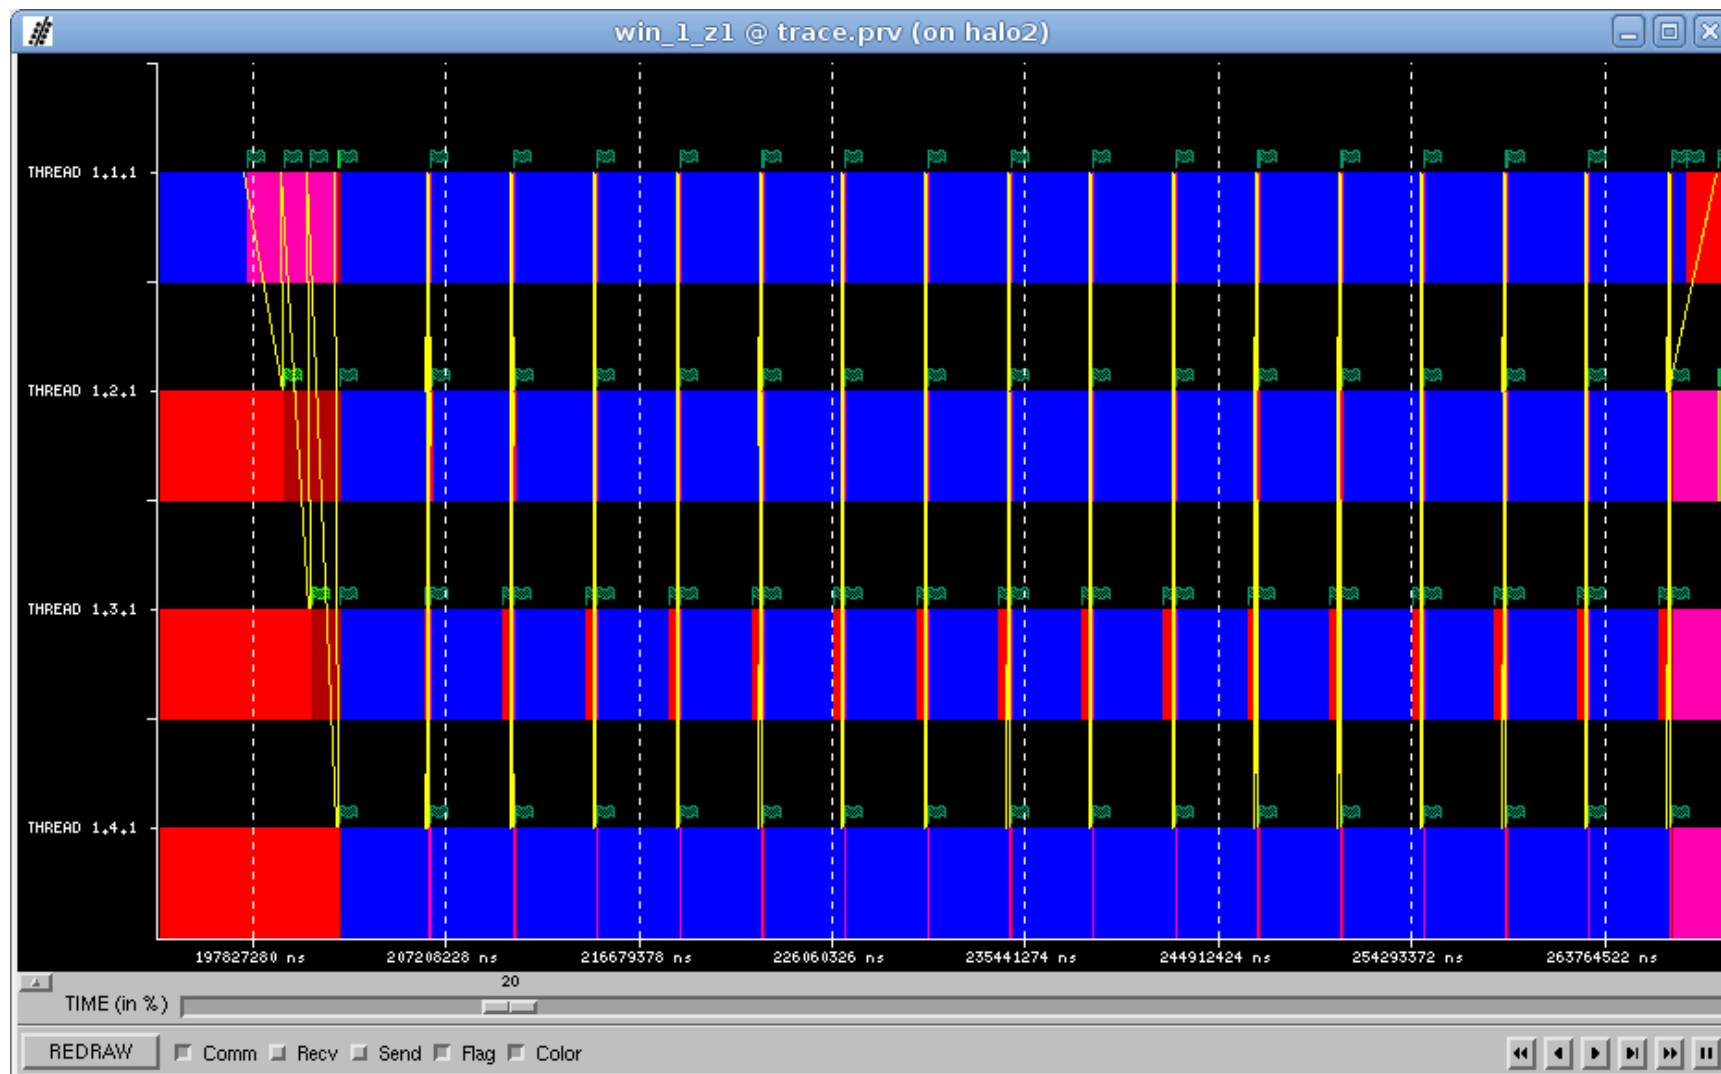 win_1_z1 @ trace.prv (on halo2)
THREAD 1.1.1
THREAD 1.2.1
THREAD 1.3.1
THREAD 1.4.1
197827280 ns 207208228 ns 216679378 ns 226060326 ns 235441274 ns 244912424 ns 254293372 ns 263764522 ns
20
TIME (in %)
REDRAW Comm Recv Send Flag Color